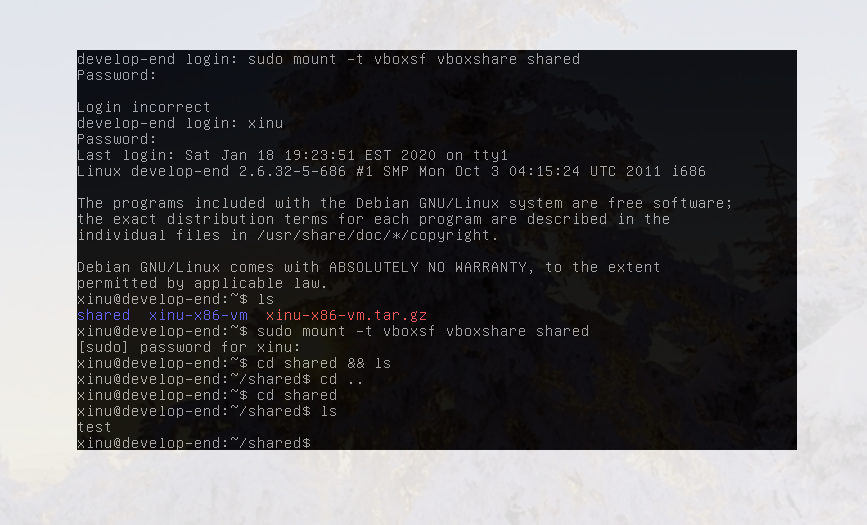 develop-end login: sudo mount -t vboxsf vboxshare shared
Password:
Login incorrect
develop-end login: xinu
Password:
Last login: Sat Jan 18 19:23:51 EST 2020 on tty1
Linux develop-end 2.6.32-5-686 #1 SMP Mon Oct 3 04:15:24 UTC 2011 i686
The programs included with the Debian GNU/Linux system are free software;
the exact distribution terms for each program are described in the
individual files in /usr/share/doc/*/copyright.
Debian GNU/Linux comes with ABSOLUTELY NO WARRANTY, to the extent
permitted by applicable law.
xinu@develop-end:~$ ls
shared  xinu-x86-vm  xinu-x86-vm.tar.gz
xinu@develop-end:~$ sudo mount -t vboxsf vboxshare shared
[sudo] password for xinu:
xinu@develop-end:~$ cd shared && ls
xinu@develop-end:~/shared$ cd ..
xinu@develop-end:~$ cd shared
xinu@develop-end:~/shared$ ls
test
xinu@develop-end:~/shared$